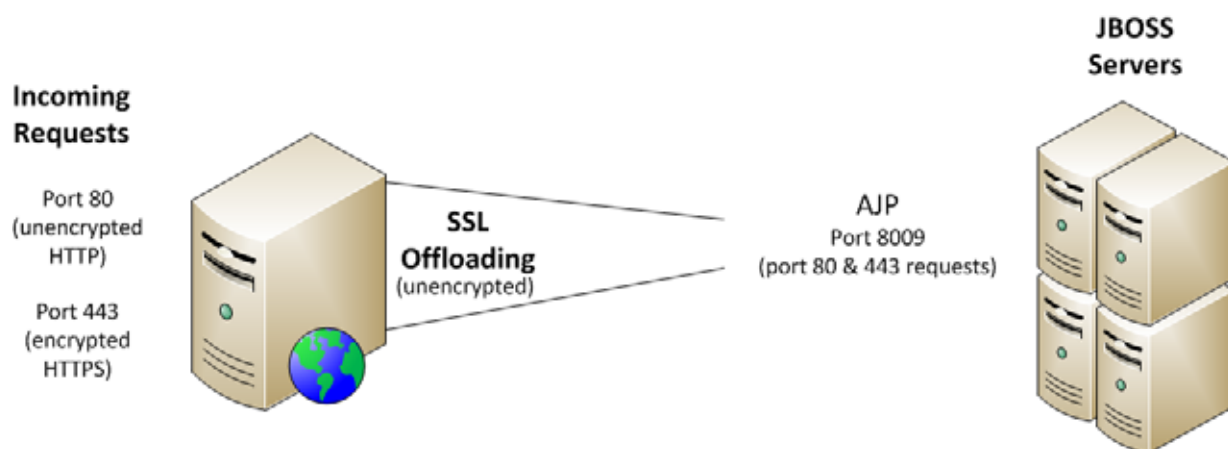 Incoming
Requests
Port 80
(unencrypted
HTTP)
Port 443
(encrypted
HTTPS)
SSL
Offloading
(unencrypted)
AJP
Port 8009
(port 80 & 443 requests)
JBOSS
Servers